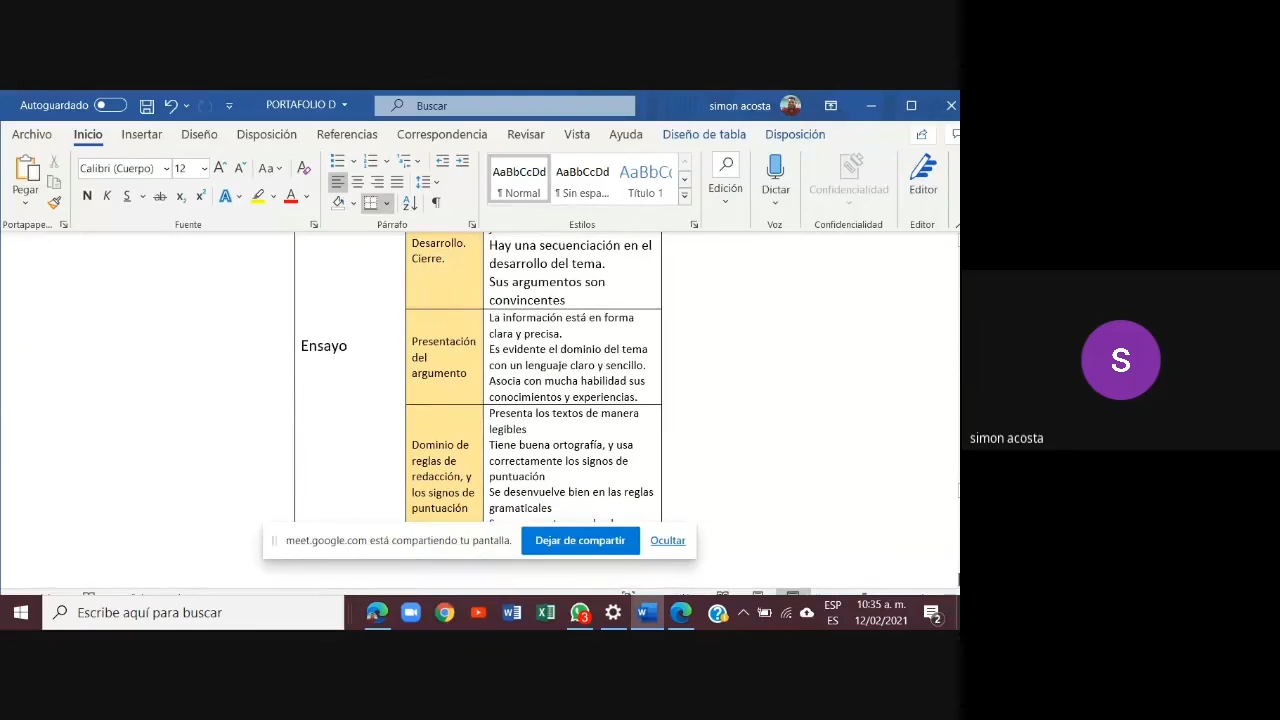 Autoguardado
PORTAFOLIO D
Buscar
simon acosta
Archivo Inicio Insertar Diseño Disposición Referencias Correspondencia Revisar Vista Ayuda Diseño de tabla Disposición
Pegar
Calibri (Cuerpo) 12
Aa
N K S ab x₂ x²
AaBbCcDd
¶ Normal
AaBbCcDd
¶ Sin espa...
AaBbCc
Título 1
Edición
Dictar
Confidencialidad
Editor
Portapape...
Fuente
Párrafo
Estilos
Voz
Confidencialidad
Editor
Desarrollo.
Cierre.
Hay una secuenciación en el
desarrollo del tema.
Sus argumentos son
convincentes
Ensayo
Presentación
del
argumento
La información está en forma
clara y precisa.
Es evidente el dominio del tema
con un lenguaje claro y sencillo.
Asocia con mucha habilidad sus
conocimientos y experiencias.
Dominio de
reglas de
redacción, y
los signos de
puntuación
Presenta los textos de manera
legibles
Tiene buena ortografía, y usa
correctamente los signos de
puntuación
Se desenvuelve bien en las reglas
gramaticales
meet.google.com está compartiendo tu pantalla.
Dejar de compartir
Ocultar
Escribe aquí para buscar
3
ESP
ES
10:35 a. m.
12/02/2021
2
S
simon acosta